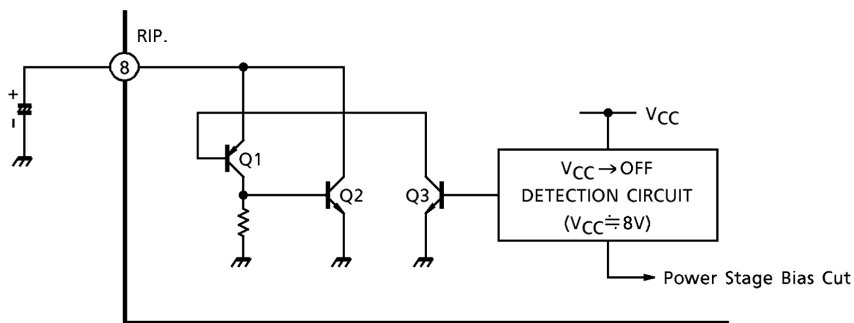 RIP.
8
+
-
Q1
Q2
Q3
VCC
VCC→OFF
DETECTION CIRCUIT
(VCC≒8V)
Power Stage Bias Cut